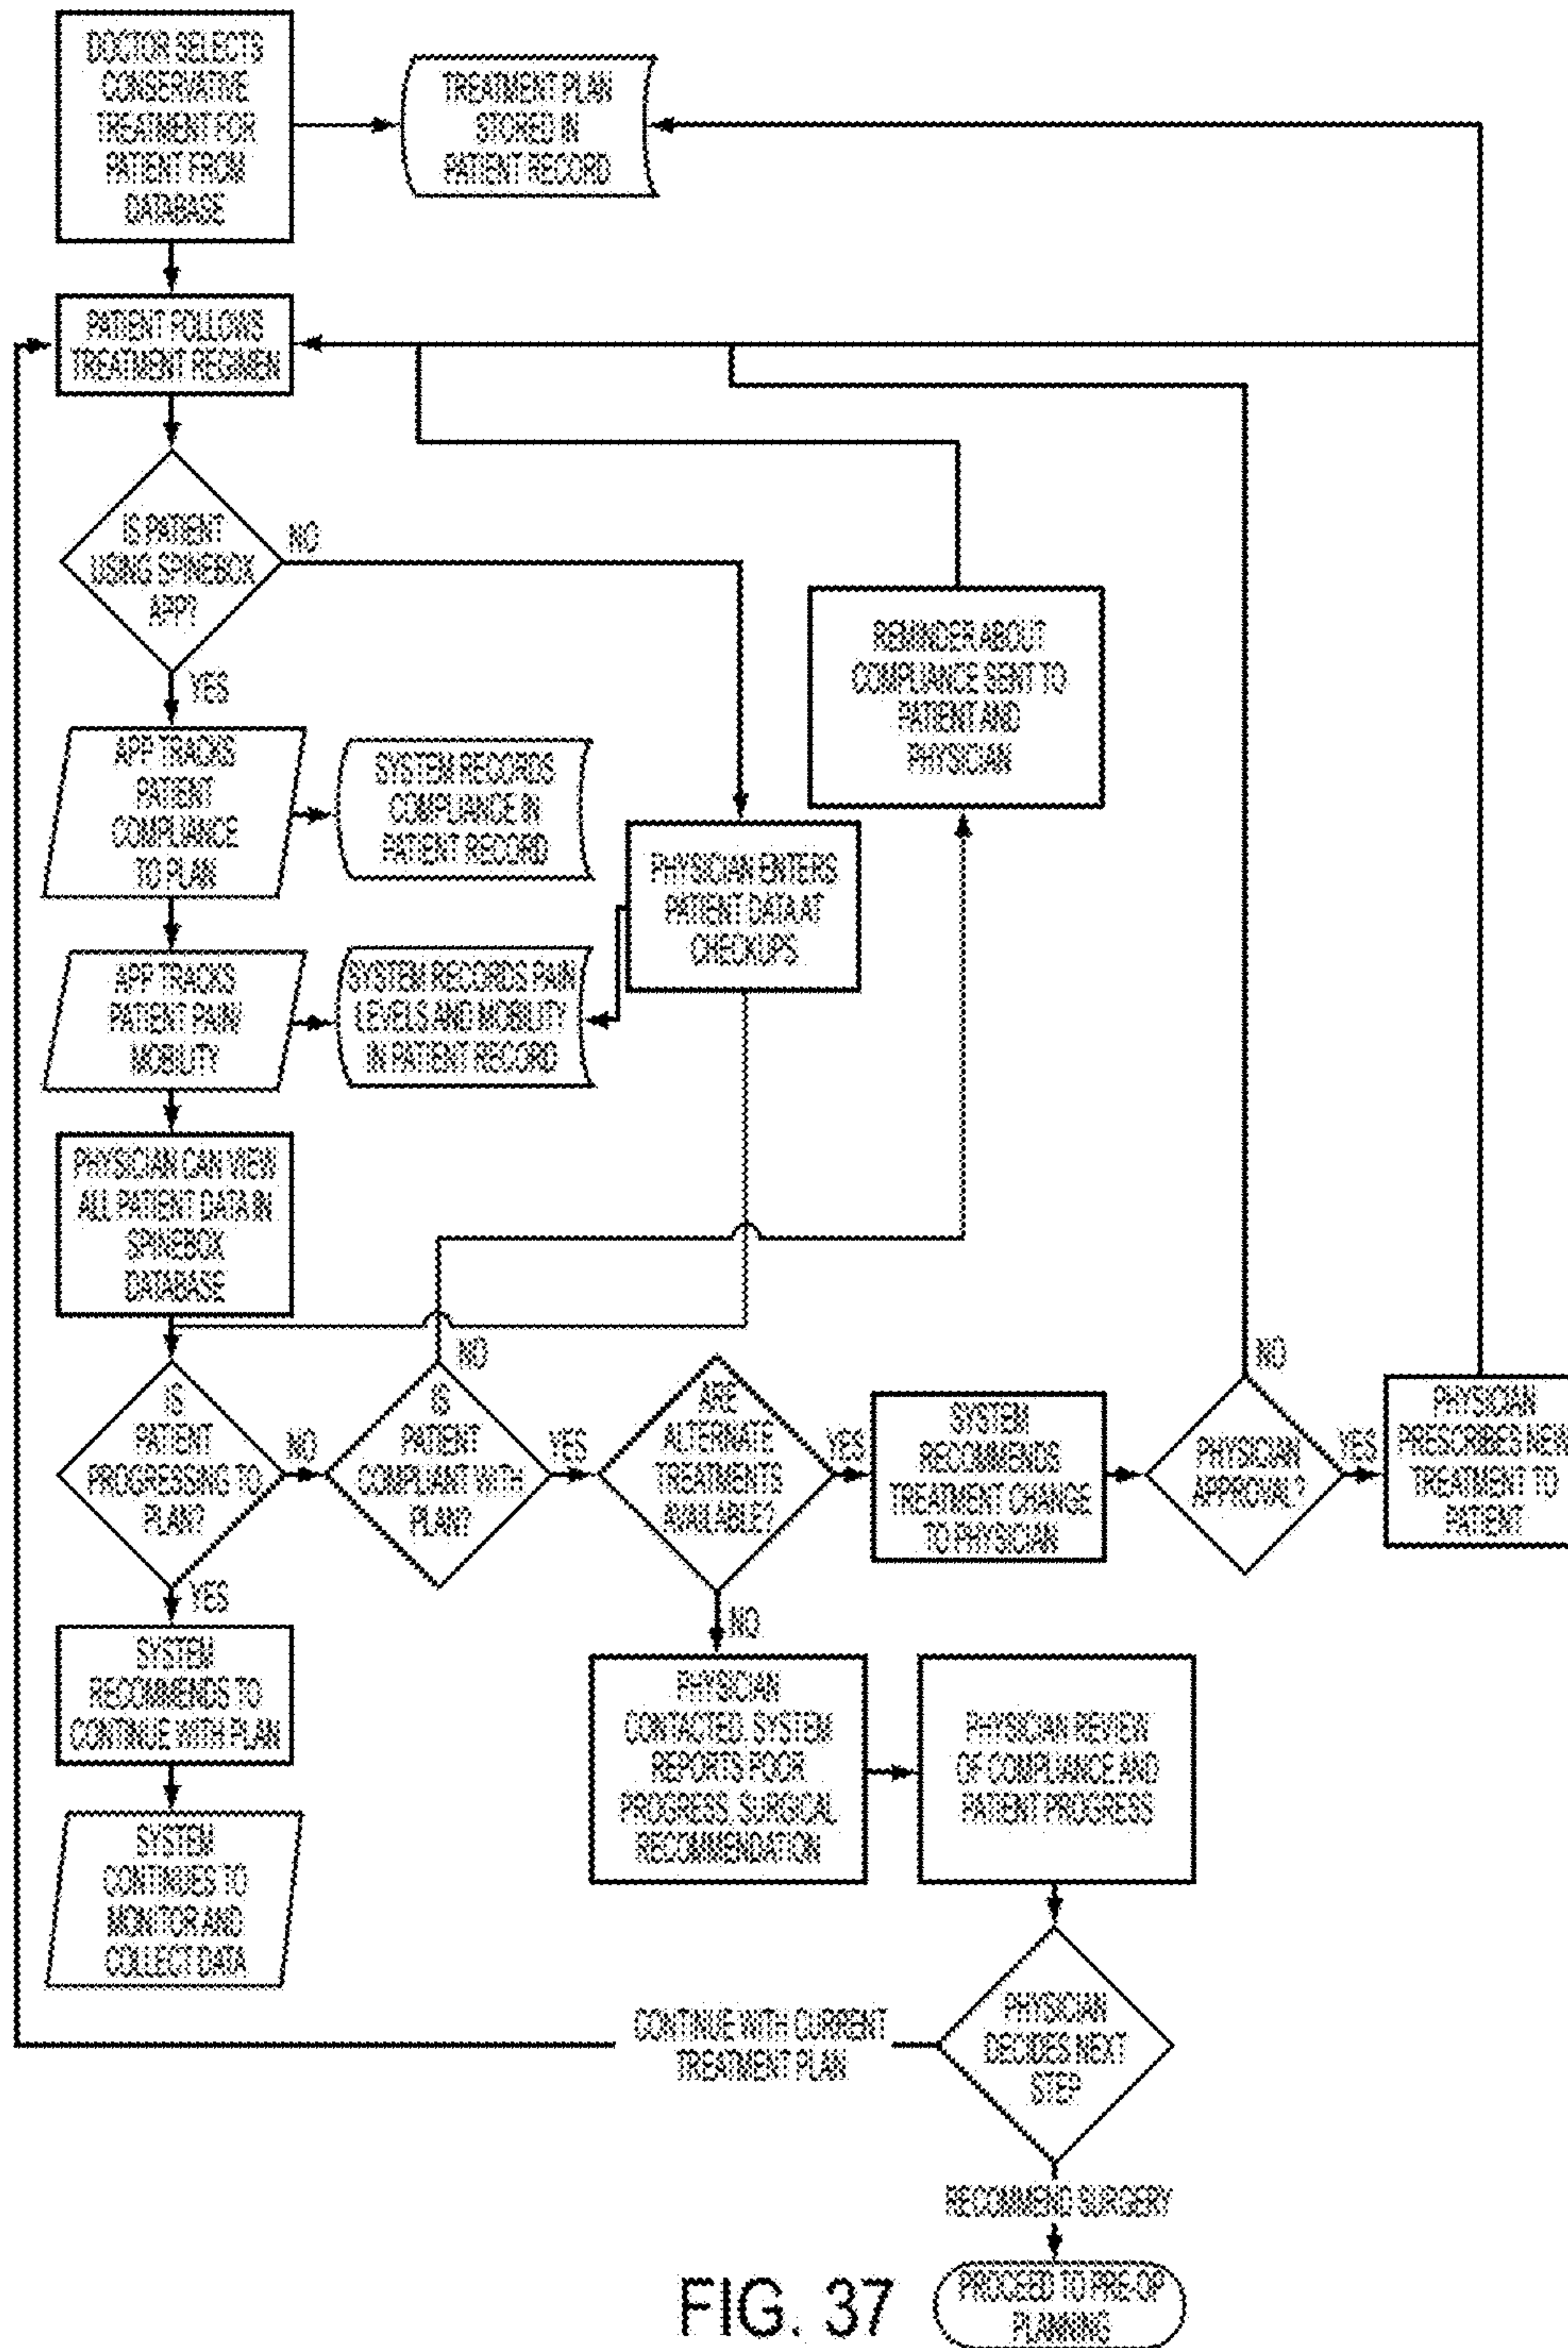 DOCTOR SELECTS
CONSERVATIVE
TREATMENT FOR
PATIENT FROM
DATABASE
TREATMENT PLAN
STORED IN
PATIENT RECORD
PATIENT FOLLOWS
TREATMENT REGIMEN
IS PATIENT
USING SPINEBOX
APP?
NO
YES
REMINDER ABOUT
COMPLIANCE SENT TO
PATIENT AND
PHYSICIAN
APP TRACKS
PATIENT
COMPLIANCE
TO PLAN
SYSTEM RECORDS
COMPLIANCE IN
PATIENT RECORD
PHYSICIAN ENTERS
PATIENT DATA AT
CHECKUPS
APP TRACKS
PATIENT PAIN/
MOBILITY
SYSTEM RECORDS PAIN
LEVELS AND MOBILITY
IN PATIENT RECORD
PHYSICIAN CAN VIEW
ALL PATIENT DATA IN
SPINEBOX
DATABASE
IS
PATIENT
PROGRESSING TO
PLAN?
NO
YES
IS
PATIENT
COMPLIANT WITH
PLAN?
NO
YES
ARE
ALTERNATE
TREATMENTS
AVAILABLE?
YES
NO
SYSTEM
RECOMMENDS
TREATMENT CHANGE
TO PHYSICIAN
PHYSICIAN
APPROVAL?
NO
YES
PHYSICIAN
PRESCRIBES NEW
TREATMENT TO
PATIENT
SYSTEM
RECOMMENDS TO
CONTINUE WITH PLAN
PHYSICIAN
CONTACTED, SYSTEM
REPORTS POOR
PROGRESS, SURGICAL
RECOMMENDATION
PHYSICIAN REVIEW
OF COMPLIANCE AND
PATIENT PROGRESS
SYSTEM
CONTINUES TO
MONITOR AND
COLLECT DATA
CONTINUE WITH CURRENT
TREATMENT PLAN
PHYSICIAN
DECIDES NEXT
STEP
RECOMMEND SURGERY
PROCEED TO PRE-OP
PLANNING
FIG. 37